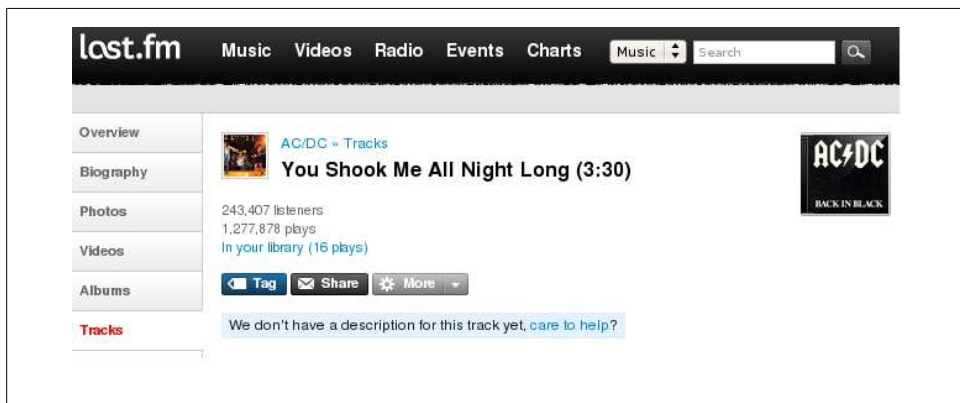 last.fm Music Videos Radio Events Charts Music Search
Overview
Biography
Photos
Videos
Albums
Tracks
AC/DC » Tracks
You Shook Me All Night Long (3:30)
243,407 listeners
1,277,878 plays
In your library (16 plays)
Tag Share More
We don't have a description for this track yet, care to help?
AC/DC
BACK IN BLACK